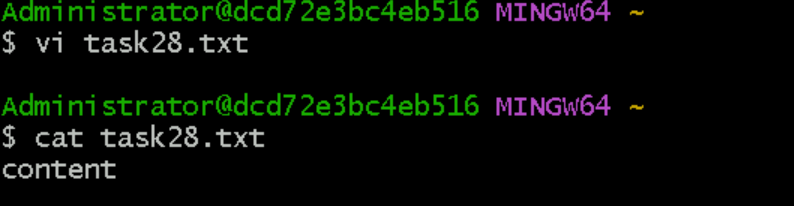 Administrator@dcd72e3bc4eb516 MINGW64 ~
$ vi task28.txt
Administrator@dcd72e3bc4eb516 MINGW64 ~
$ cat task28.txt
content